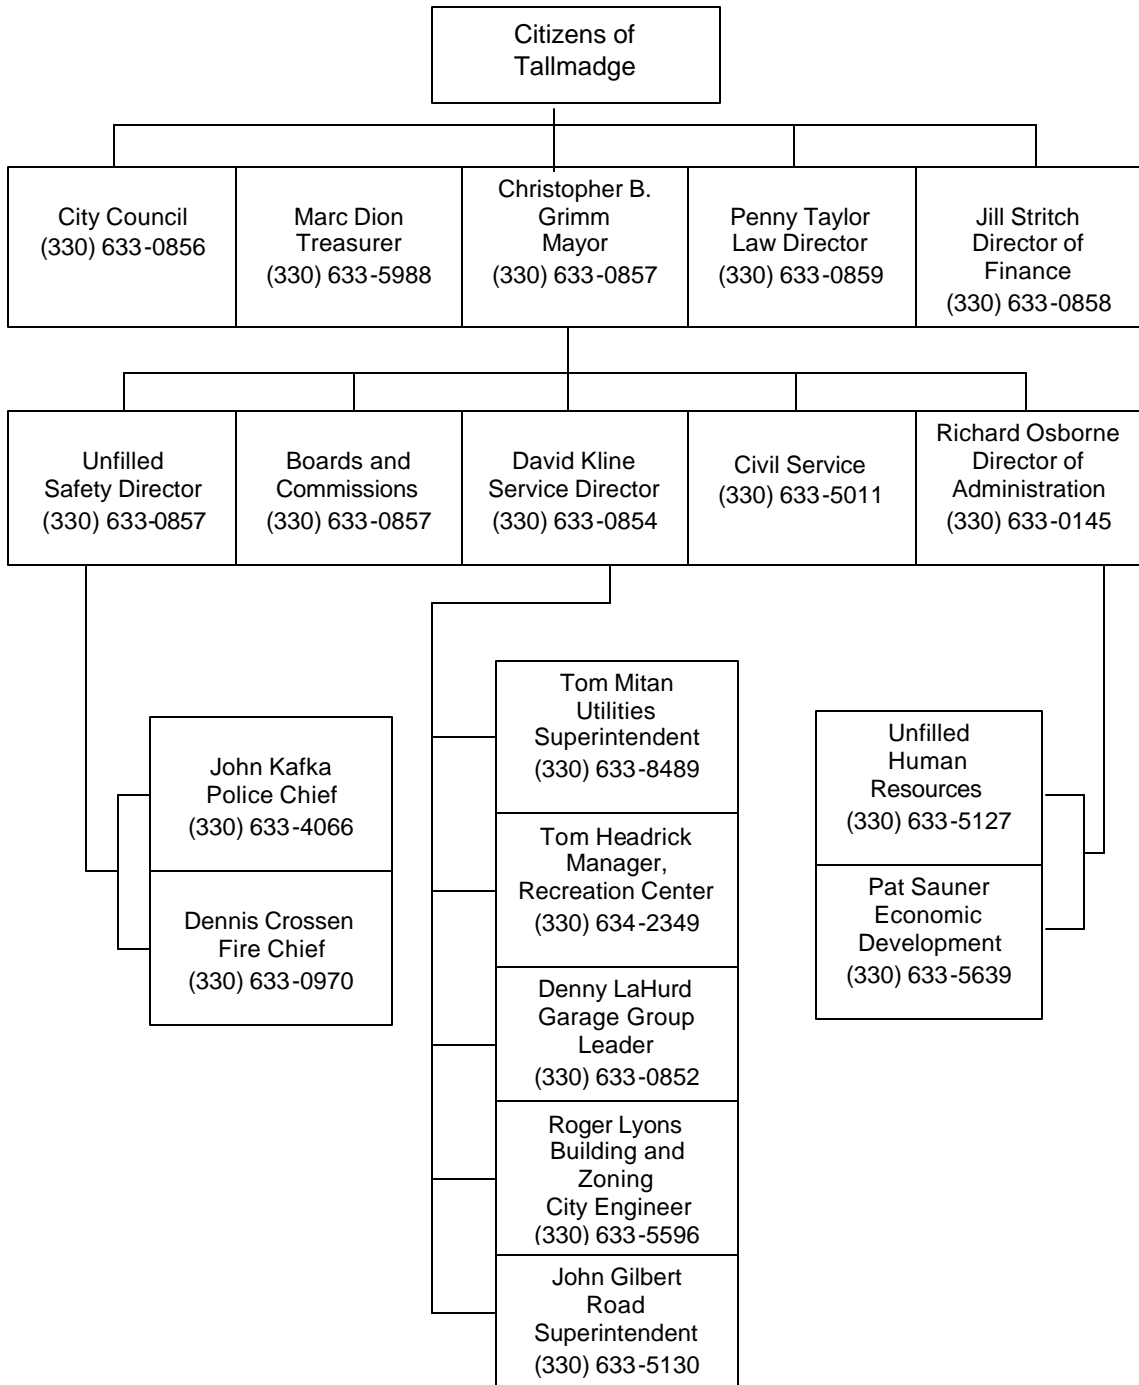 Citizens of
Tallmadge
City Council
(330) 633-0856
Marc Dion
Treasurer
(330) 633-5988
Christopher B.
Grimm
Mayor
(330) 633-0857
Penny Taylor
Law Director
(330) 633-0859
Jill Stritch
Director of
Finance
(330) 633-0858
Unfilled
Safety Director
(330) 633-0857
Boards and
Commissions
(330) 633-0857
David Kline
Service Director
(330) 633-0854
Civil Service
(330) 633-5011
Richard Osborne
Director of
Administration
(330) 633-0145
John Kafka
Police Chief
(330) 633-4066
Dennis Crossen
Fire Chief
(330) 633-0970
Tom Mitan
Utilities
Superintendent
(330) 633-8489
Tom Headrick
Manager,
Recreation Center
(330) 634-2349
Denny LaHurd
Garage Group
Leader
(330) 633-0852
Roger Lyons
Building and
Zoning
City Engineer
(330) 633-5596
John Gilbert
Road
Superintendent
(330) 633-5130
Unfilled
Human
Resources
(330) 633-5127
Pat Sauner
Economic
Development
(330) 633-5639